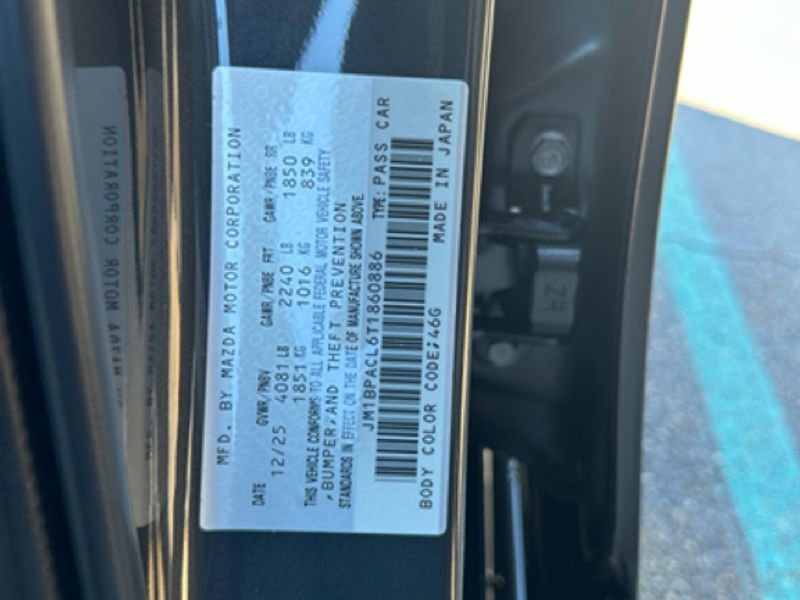 MFD. BY MAZDA MOTOR CORPORATION
DATE GVWR/PNBV GAWR/PNBE FRT GAWR/PNBE RR
12/25 4081 LB 2240 LB 1850 LB
1851 KG 1016 KG 839 KG
THIS VEHICLE CONFORMS TO ALL APPLICABLE FEDERAL MOTOR VEHICLE SAFETY
,BUMPER,AND THEFT PREVENTION
STANDARDS IN EFFECT ON THE DATE OF MANUFACTURE SHOWN ABOVE.
JM1BPACL6T1860886 TYPE: PASS CAR
BODY COLOR CODE;46G MADE IN JAPAN
ZR